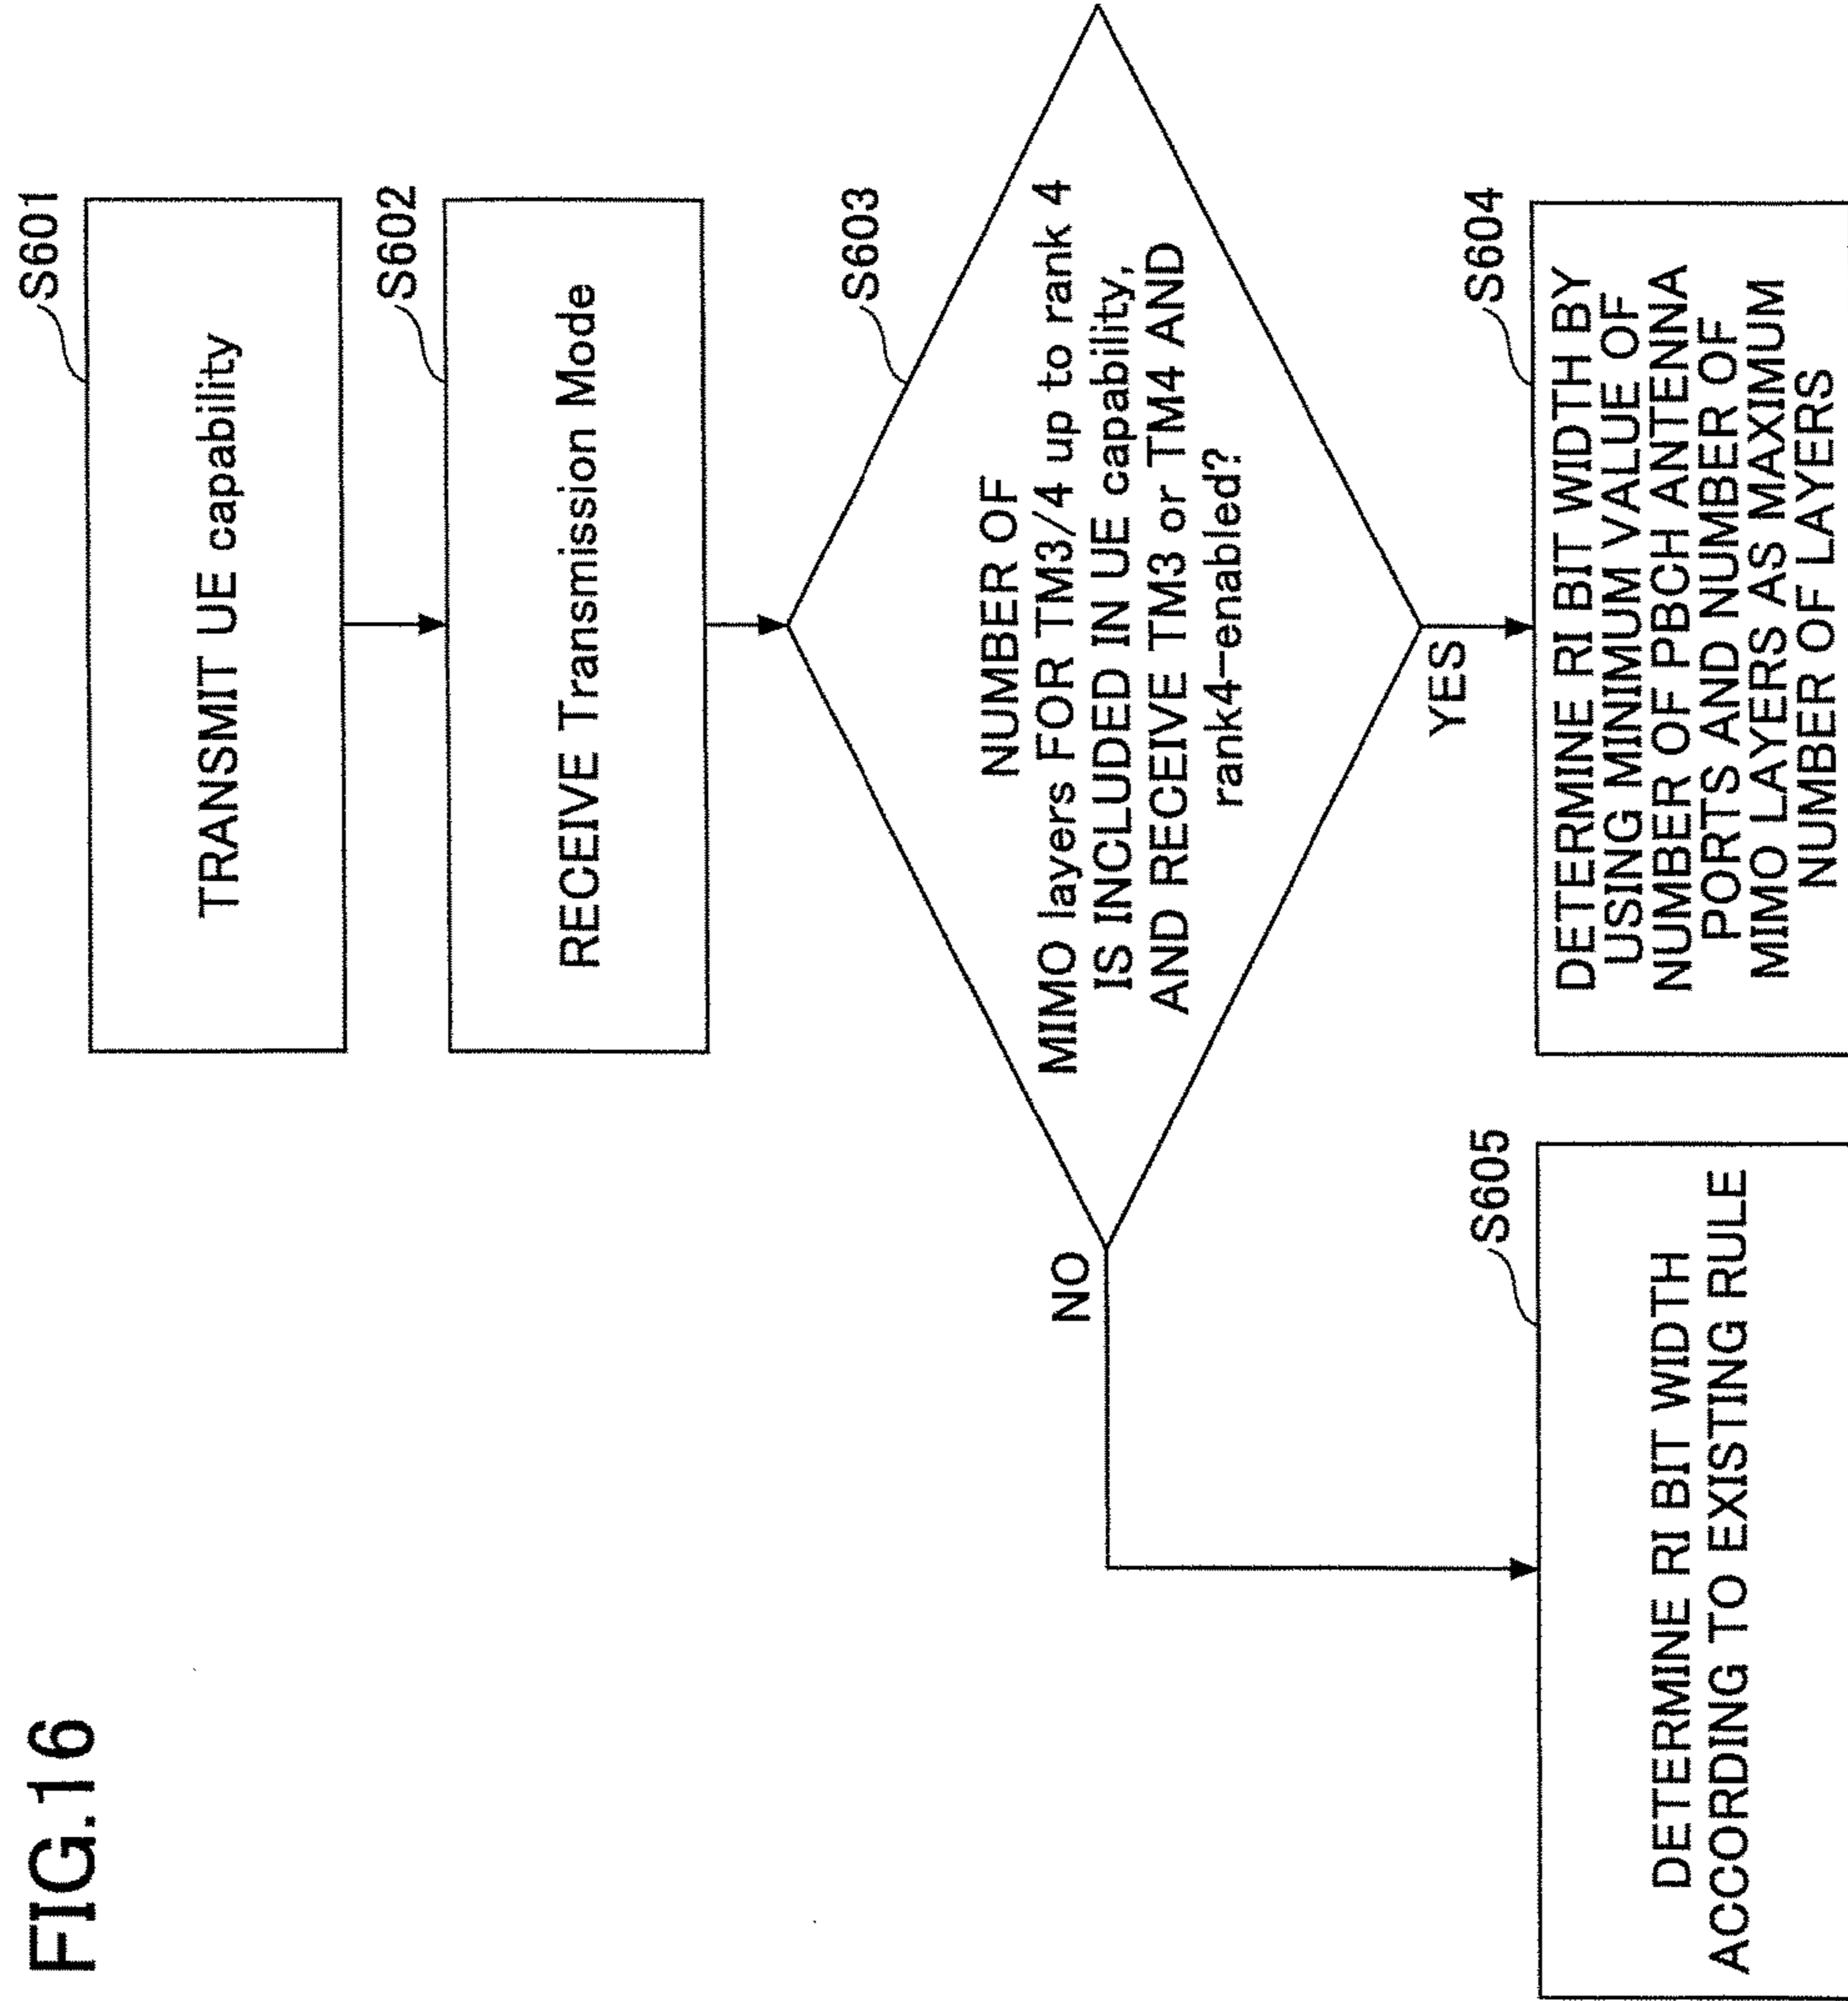 FIG.16
S601
TRANSMIT UE capability
S602
RECEIVE Transmission Mode
S603
NUMBER OF
MIMO layers FOR TM3/4 up to rank 4
IS INCLUDED IN UE capability,
AND RECEIVE TM3 or TM4 AND
rank4-enabled?
NO
YES
S604
DETERMINE RI BIT WIDTH BY
USING MINIMUM VALUE OF
NUMBER OF PBCH ANTENNA
PORTS AND NUMBER OF
MIMO LAYERS AS MAXIMUM
NUMBER OF LAYERS
S605
DETERMINE RI BIT WIDTH
ACCORDING TO EXISTING RULE